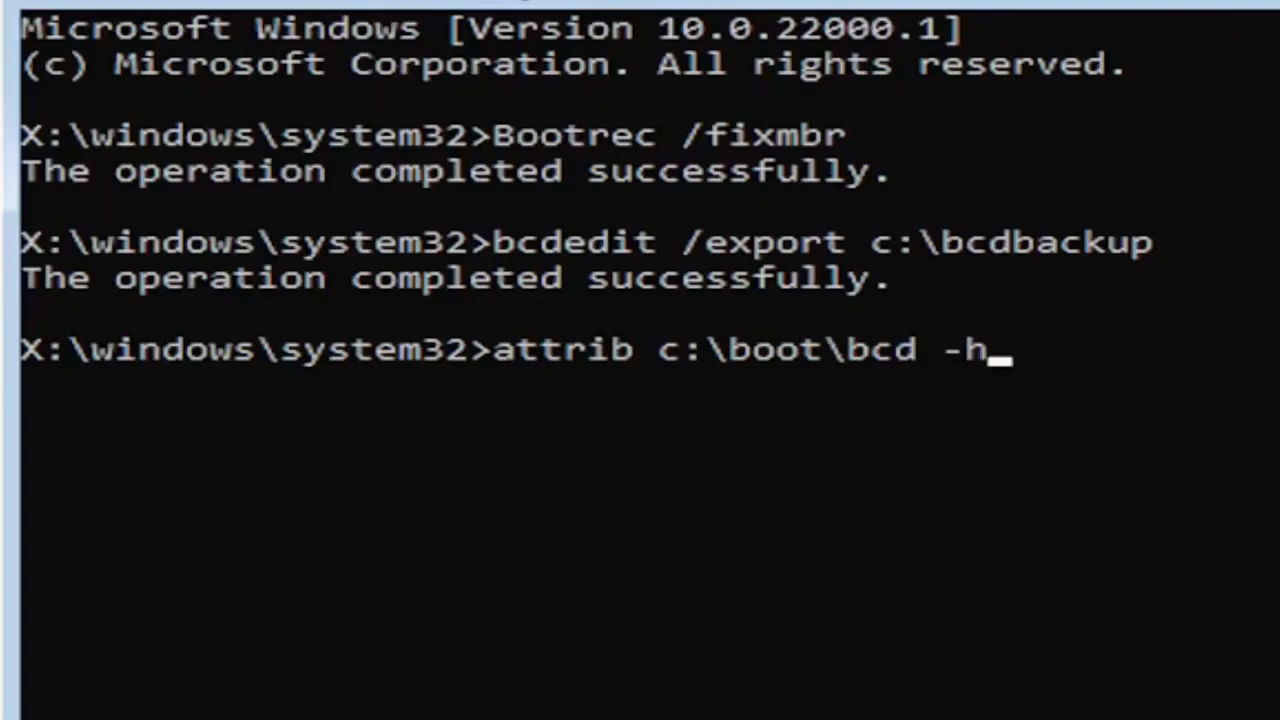 Microsoft Windows [Version 10.0.22000.1]
(c) Microsoft Corporation. All rights reserved.
X:\windows\system32>Bootrec /fixmbr
The operation completed successfully.
X:\windows\system32>bcdedit /export c:\bcdbackup
The operation completed successfully.
X:\windows\system32>attrib c:\boot\bcd -h